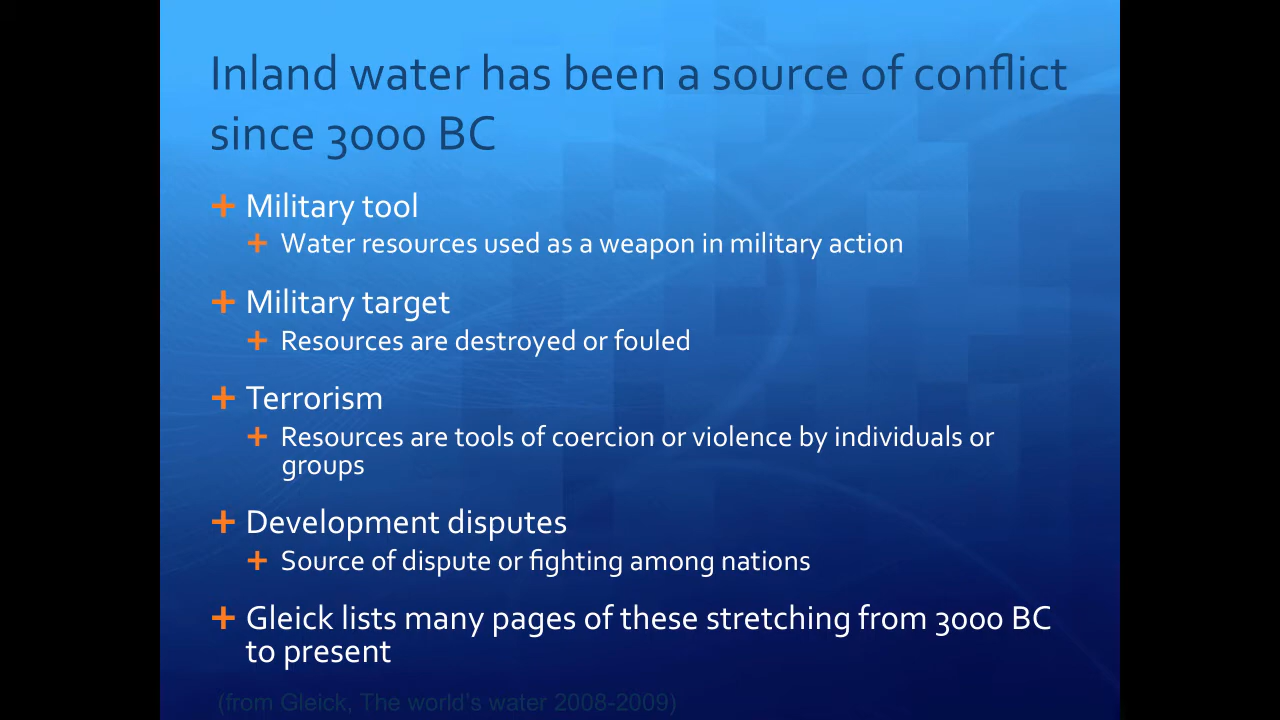 Inland water has been a source of conflict
since 3000 BC
+ Military tool
+ Water resources used as a weapon in military action
+ Military target
+ Resources are destroyed or fouled
+ Terrorism
+ Resources are tools of coercion or violence by individuals or
groups
+ Development disputes
+ Source of dispute or fighting among nations
+ Gleick lists many pages of these stretching from 3000 BC
to present
(from Gleick, The world's water 2008-2009)